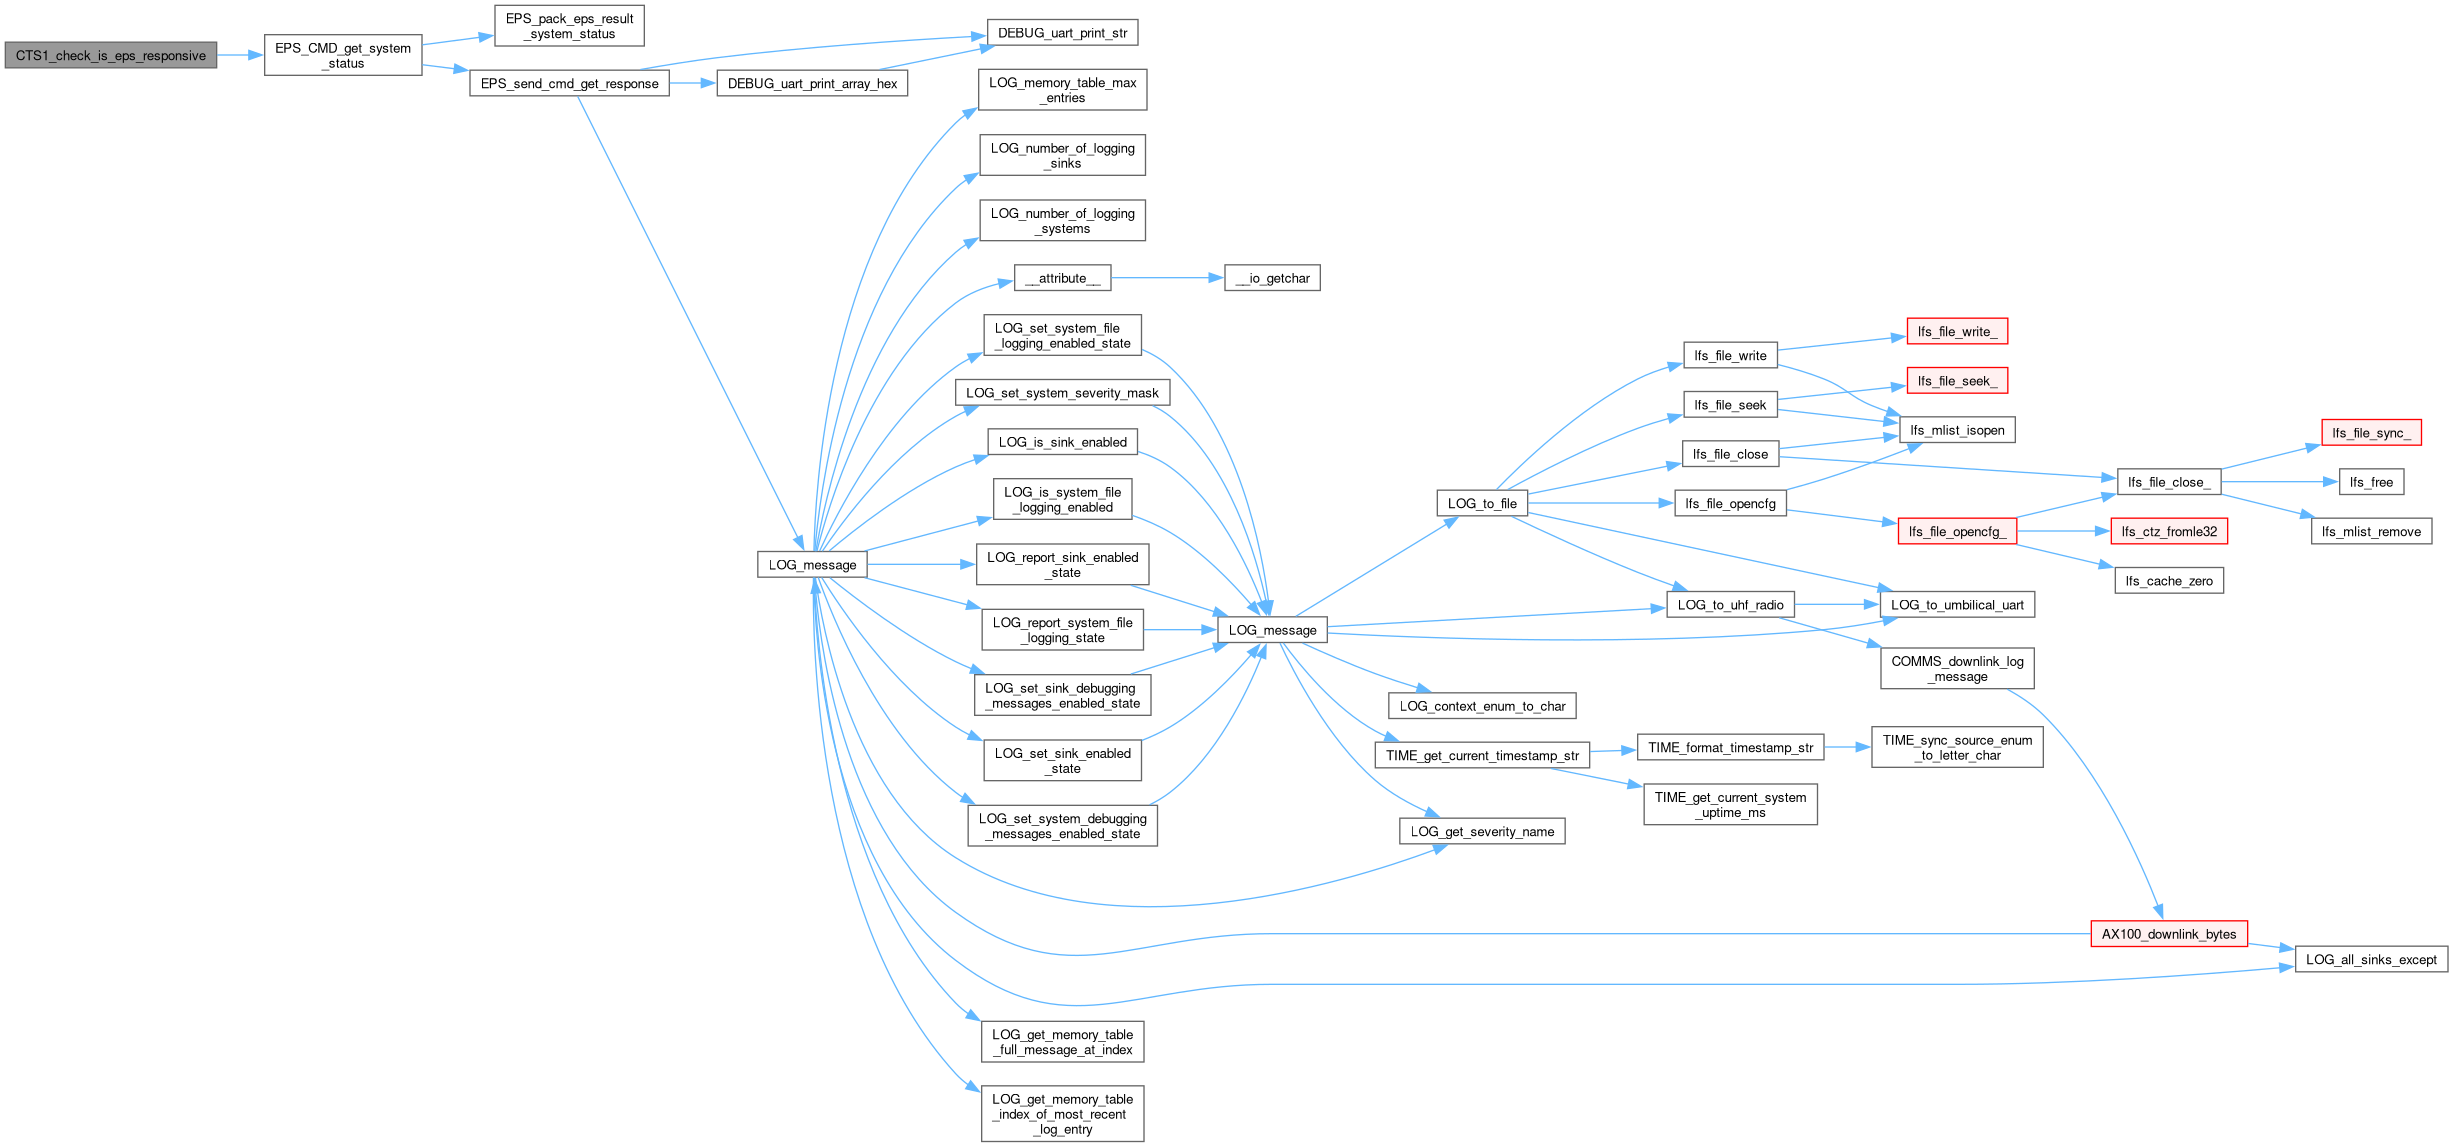 CTS1_check_is_eps_responsive
EPS_CMD_get_system
_status
EPS_pack_eps_result
_system_status
EPS_send_cmd_get_response
DEBUG_uart_print_str
DEBUG_uart_print_array_hex
LOG_message
LOG_memory_table_max
_entries
LOG_number_of_logging
_sinks
LOG_number_of_logging
_systems
__attribute__
__io_getchar
LOG_set_system_file
_logging_enabled_state
LOG_set_system_severity_mask
LOG_is_sink_enabled
LOG_is_system_file
_logging_enabled
LOG_report_sink_enabled
_state
LOG_report_system_file
_logging_state
LOG_set_sink_debugging
_messages_enabled_state
LOG_set_sink_enabled
_state
LOG_set_system_debugging
_messages_enabled_state
LOG_get_memory_table
_full_message_at_index
LOG_get_memory_table
_index_of_most_recent
_log_entry
LOG_message
LOG_to_file
LOG_context_enum_to_char
TIME_get_current_timestamp_str
LOG_get_severity_name
lfs_file_write
lfs_file_seek
lfs_file_close
lfs_file_opencfg
LOG_to_uhf_radio
TIME_format_timestamp_str
TIME_get_current_system
_uptime_ms
lfs_file_write_
lfs_file_seek_
lfs_mlist_isopen
lfs_file_opencfg_
LOG_to_umbilical_uart
COMMS_downlink_log
_message
TIME_sync_source_enum
_to_letter_char
lfs_file_close_
lfs_ctz_fromle32
lfs_cache_zero
AX100_downlink_bytes
lfs_file_sync_
lfs_free
lfs_mlist_remove
LOG_all_sinks_except